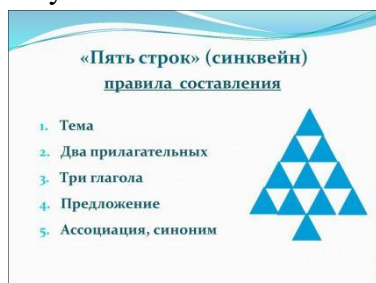 «Пять строк» (синквейн)
правила составления
1. Тема
2. Два прилагательных
3. Три глагола
4. Предложение
5. Ассоциация, синоним